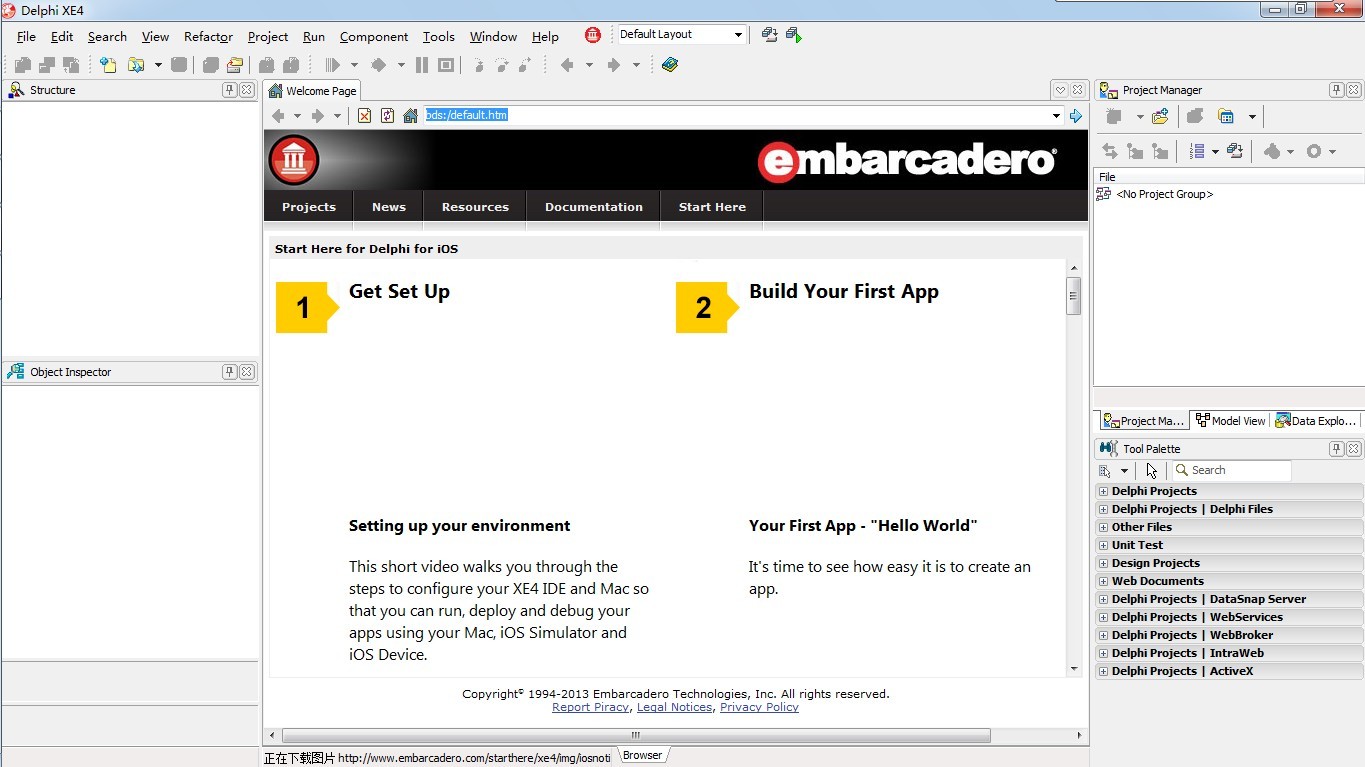 Delphi XE4
File Edit Search View Refactor Project Run Component Tools Window Help Default Layout
Structure
Welcome Page
Project Manager
bds:/default.htm
embarcadero
Projects News Resources Documentation Start Here
File
<No Project Group>
Start Here for Delphi for iOS
1 Get Set Up
2 Build Your First App
Object Inspector
Project Ma... Model View Data Explo...
Tool Palette
Search
Delphi Projects
Delphi Projects | Delphi Files
Other Files
Unit Test
Design Projects
Web Documents
Delphi Projects | DataSnap Server
Delphi Projects | WebServices
Delphi Projects | WebBroker
Delphi Projects | IntraWeb
Delphi Projects | ActiveX
Setting up your environment
This short video walks you through the
steps to configure your XE4 IDE and Mac so
that you can run, deploy and debug your
apps using your Mac, iOS Simulator and
iOS Device.
Your First App - "Hello World"
It's time to see how easy it is to create an
app.
Copyright© 1994-2013 Embarcadero Technologies, Inc. All rights reserved.
Report Piracy, Legal Notices, Privacy Policy
正在下载图片 http://www.embarcadero.com/starthere/xe4/img/iosnoti
Browser